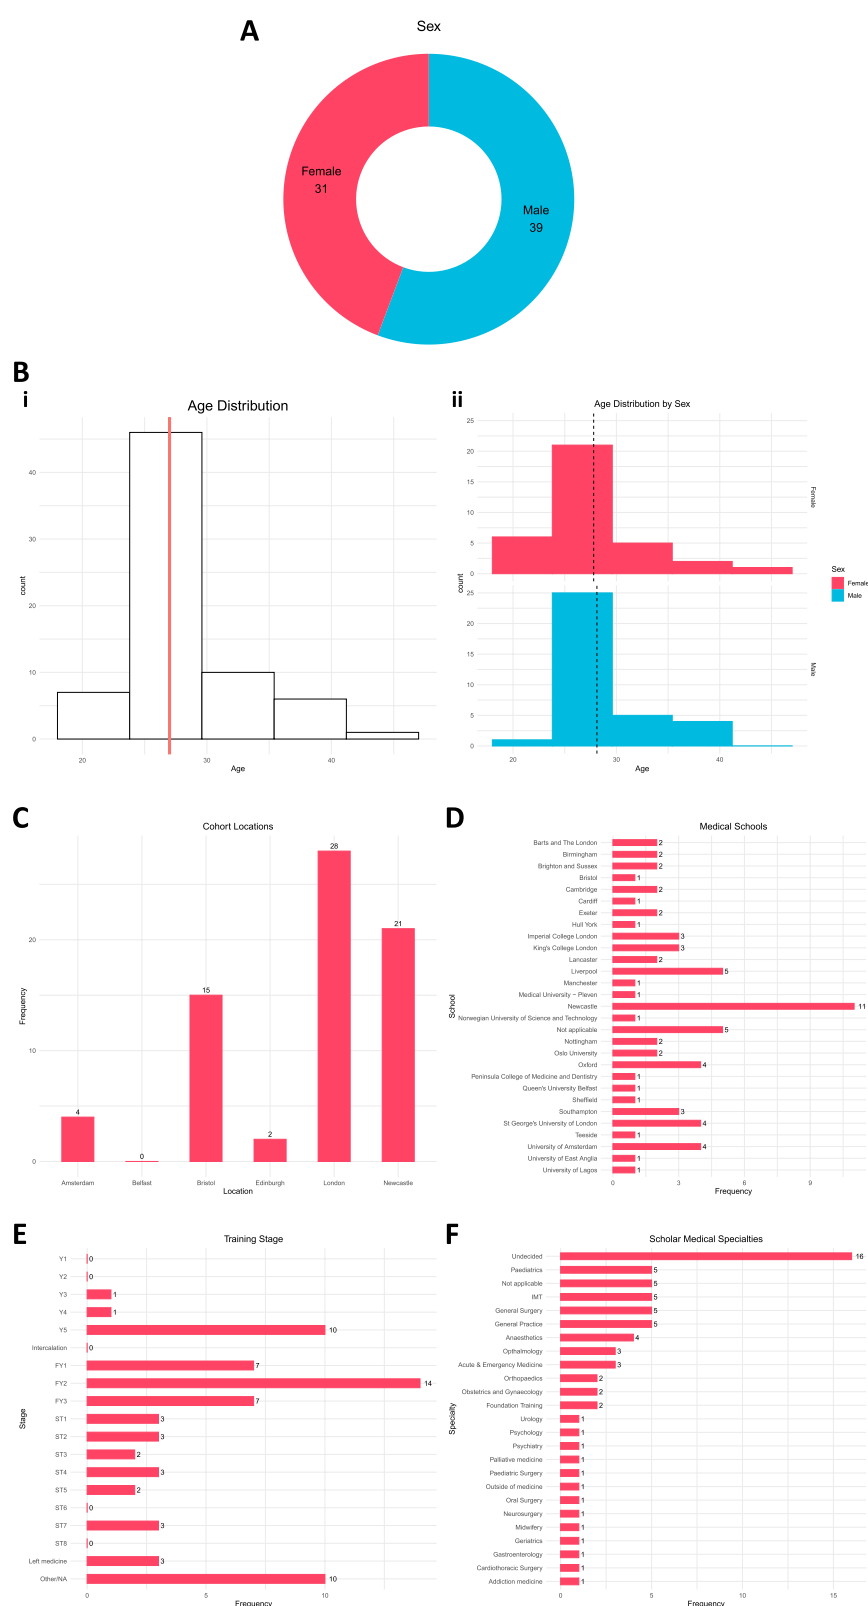 A
Sex
Female
31
Male
39
B
i
Age Distribution
count
0
10
20
30
40
20
30
40
Age
ii
Age Distribution by Sex
count
25
20
15
10
5
0
Female
25
20
15
10
5
0
Male
20
30
40
Age
Sex
Female
Male
C
Cohort Locations
Frequency
20
10
0
4
0
15
2
28
21
Amsterdam
Belfast
Bristol
Edinburgh
London
Newcastle
Location
D
Medical Schools
School
Barts and The London 2
Birmingham 2
Brighton and Sussex 2
Bristol 1
Cambridge 2
Cardiff 1
Exeter 2
Hull York 1
Imperial College London 3
King's College London 3
Lancaster 2
Liverpool 5
Manchester 1
Medical University − Pleven 1
Newcastle 11
Norwegian University of Science and Technology 1
Not applicable 5
Nottingham 2
Oslo University 2
Oxford 4
Peninsula College of Medicine and Dentistry 1
Queen's University Belfast 1
Sheffield 1
Southampton 3
St George's University of London 4
Teeside 1
University of Amsterdam 4
University of East Anglia 1
University of Lagos 1
0
3
6
9
Frequency
E
Training Stage
Stage
Y1 0
Y2 0
Y3 1
Y4 1
Y5 10
Intercalation 0
FY1 7
FY2 14
FY3 7
ST1 3
ST2 3
ST3 2
ST4 3
ST5 2
ST6 0
ST7 3
ST8 0
Left medicine 3
Other/NA 10
0
5
10
Frequency
F
Scholar Medical Specialties
Specialty
Undecided 16
Paediatrics 5
Not applicable 5
IMT 5
General Surgery 5
General Practice 5
Anaesthetics 4
Opthalmology 3
Acute & Emergency Medicine 3
Orthopaedics 2
Obstetrics and Gynaecology 2
Foundation Training 2
Urology 1
Psychology 1
Psychiatry 1
Palliative medicine 1
Paediatric Surgery 1
Outside of medicine 1
Oral Surgery 1
Neurosurgery 1
Midwifery 1
Geriatrics 1
Gastroenterology 1
Cardiothoracic Surgery 1
Addiction medicine 1
0
5
10
15
Frequency